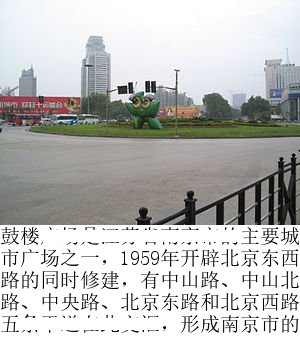 鼓楼广场是江苏省南京市的主要城
市广场之一，1959年开辟北京东西
路的同时修建，有中山路、中山北
路、中央路、北京东路和北京西路
形成南京市的